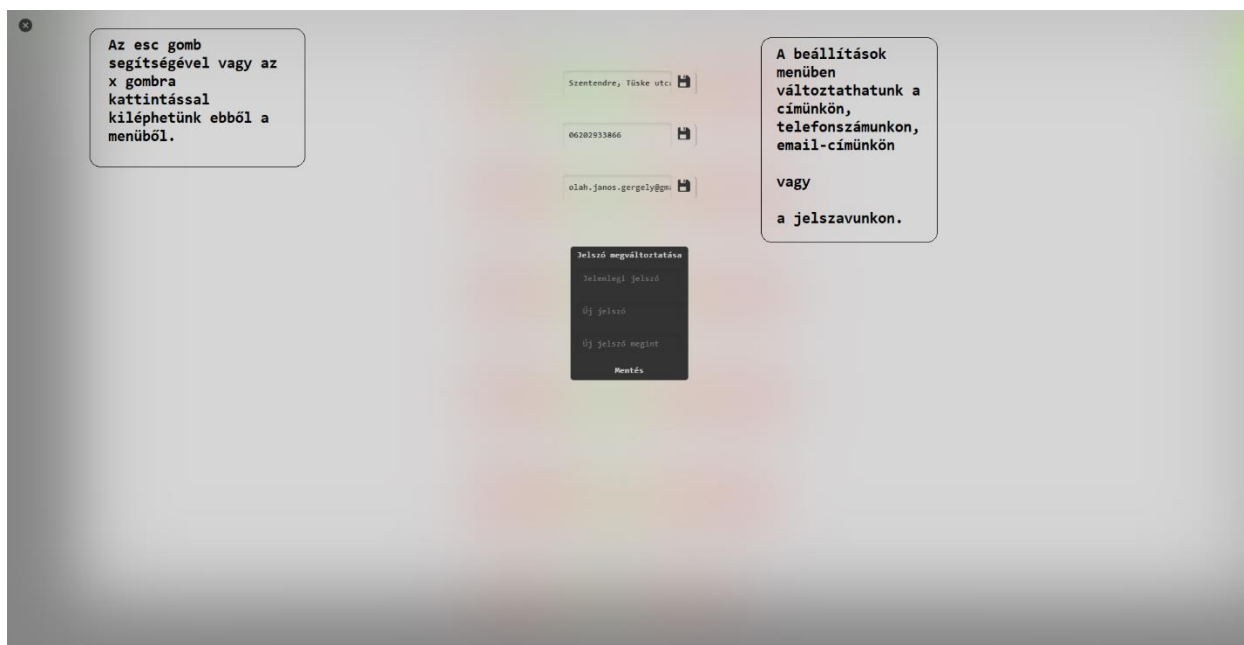 Az esc gomb
segítségével vagy az
x gombra
kattintással
kiléphetünk ebből a
menüből.
Szentendre, Tüske utc
06202933866
olah.janos.gergely@gm
A beállítások
menüben
változtathatunk a
címünkön,
telefonszámunkon,
email-címünkön
vagy
a jelszavunkon.
Jelszó megváltoztatása
Jelenlegi jelszó
Új jelszó
Új jelszó megint
Mentés